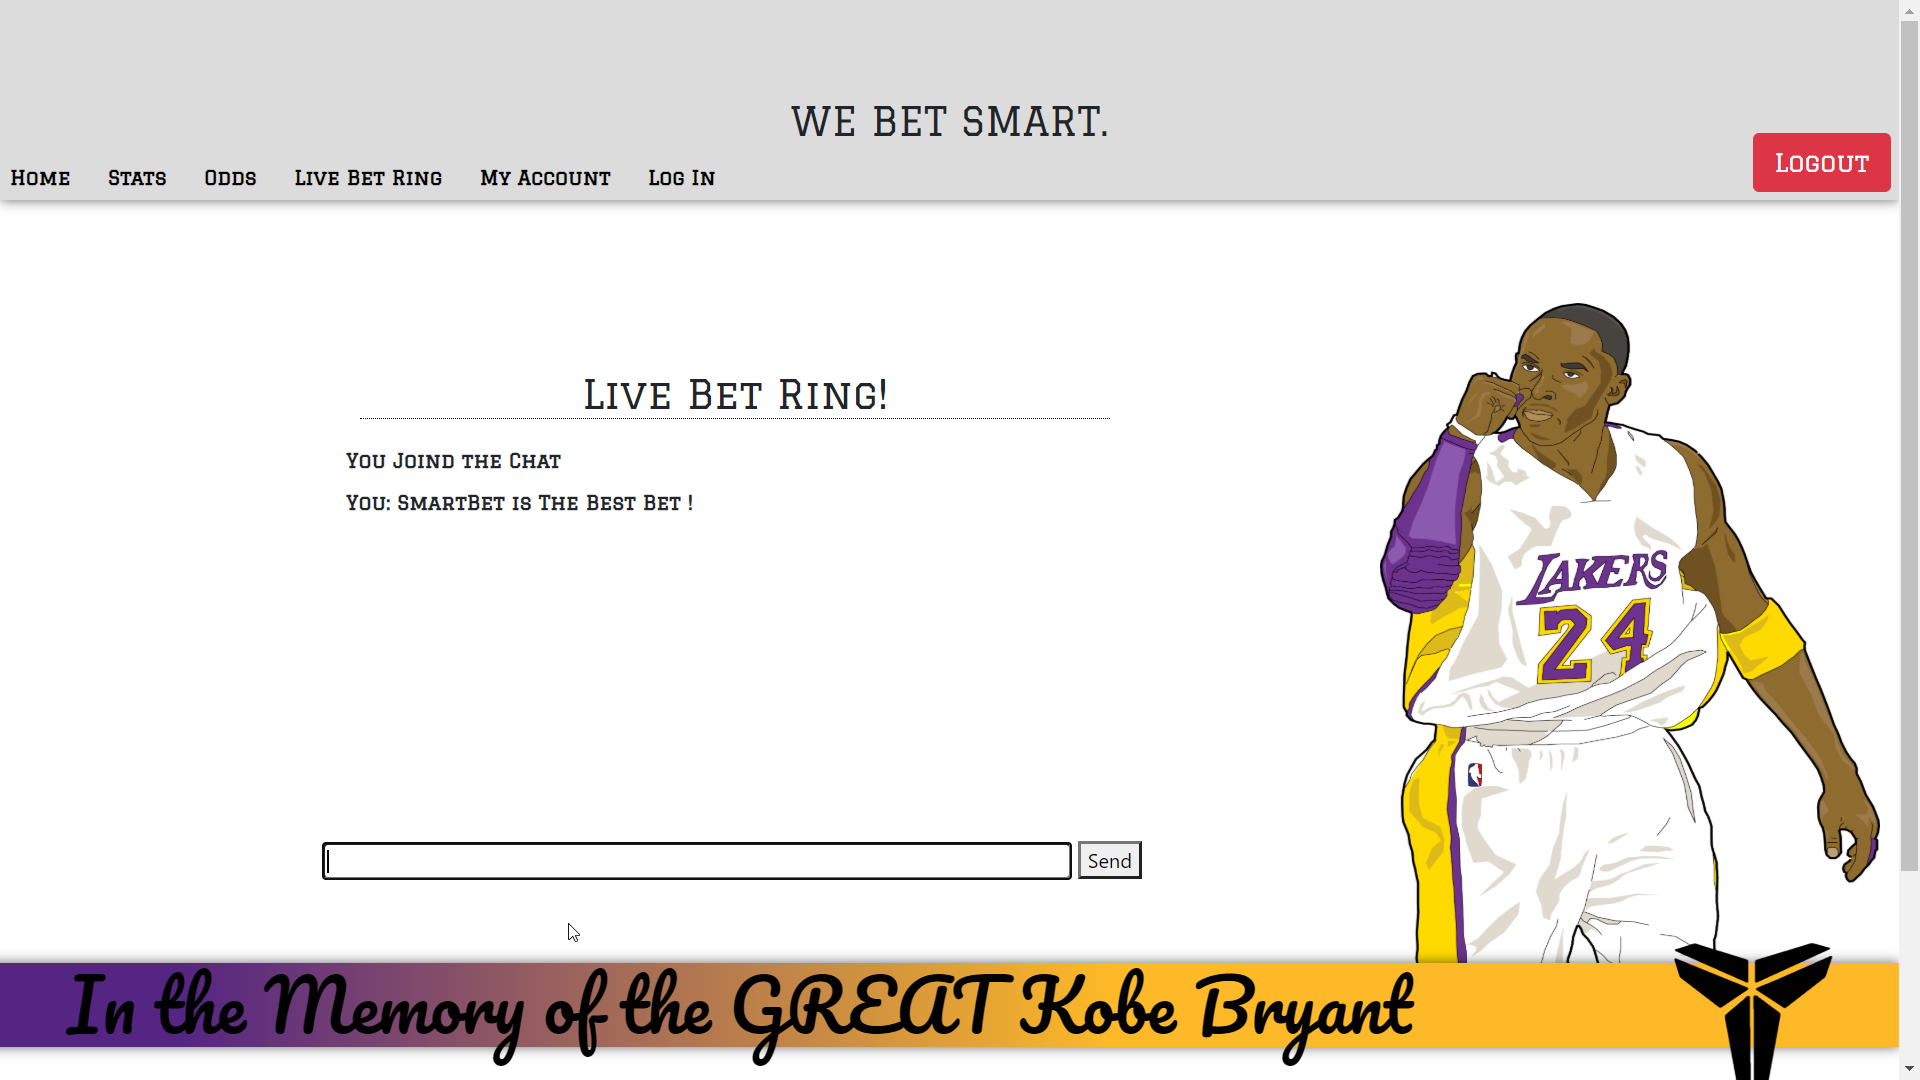 WE BET SMART.
Home Stats Odds Live Bet Ring My Account Log In
Logout
Live Bet Ring!
You Joind the Chat
You: SmartBet is The Best Bet !
LAKERS
24
Send
In the Memory of the GREAT Kobe Bryant